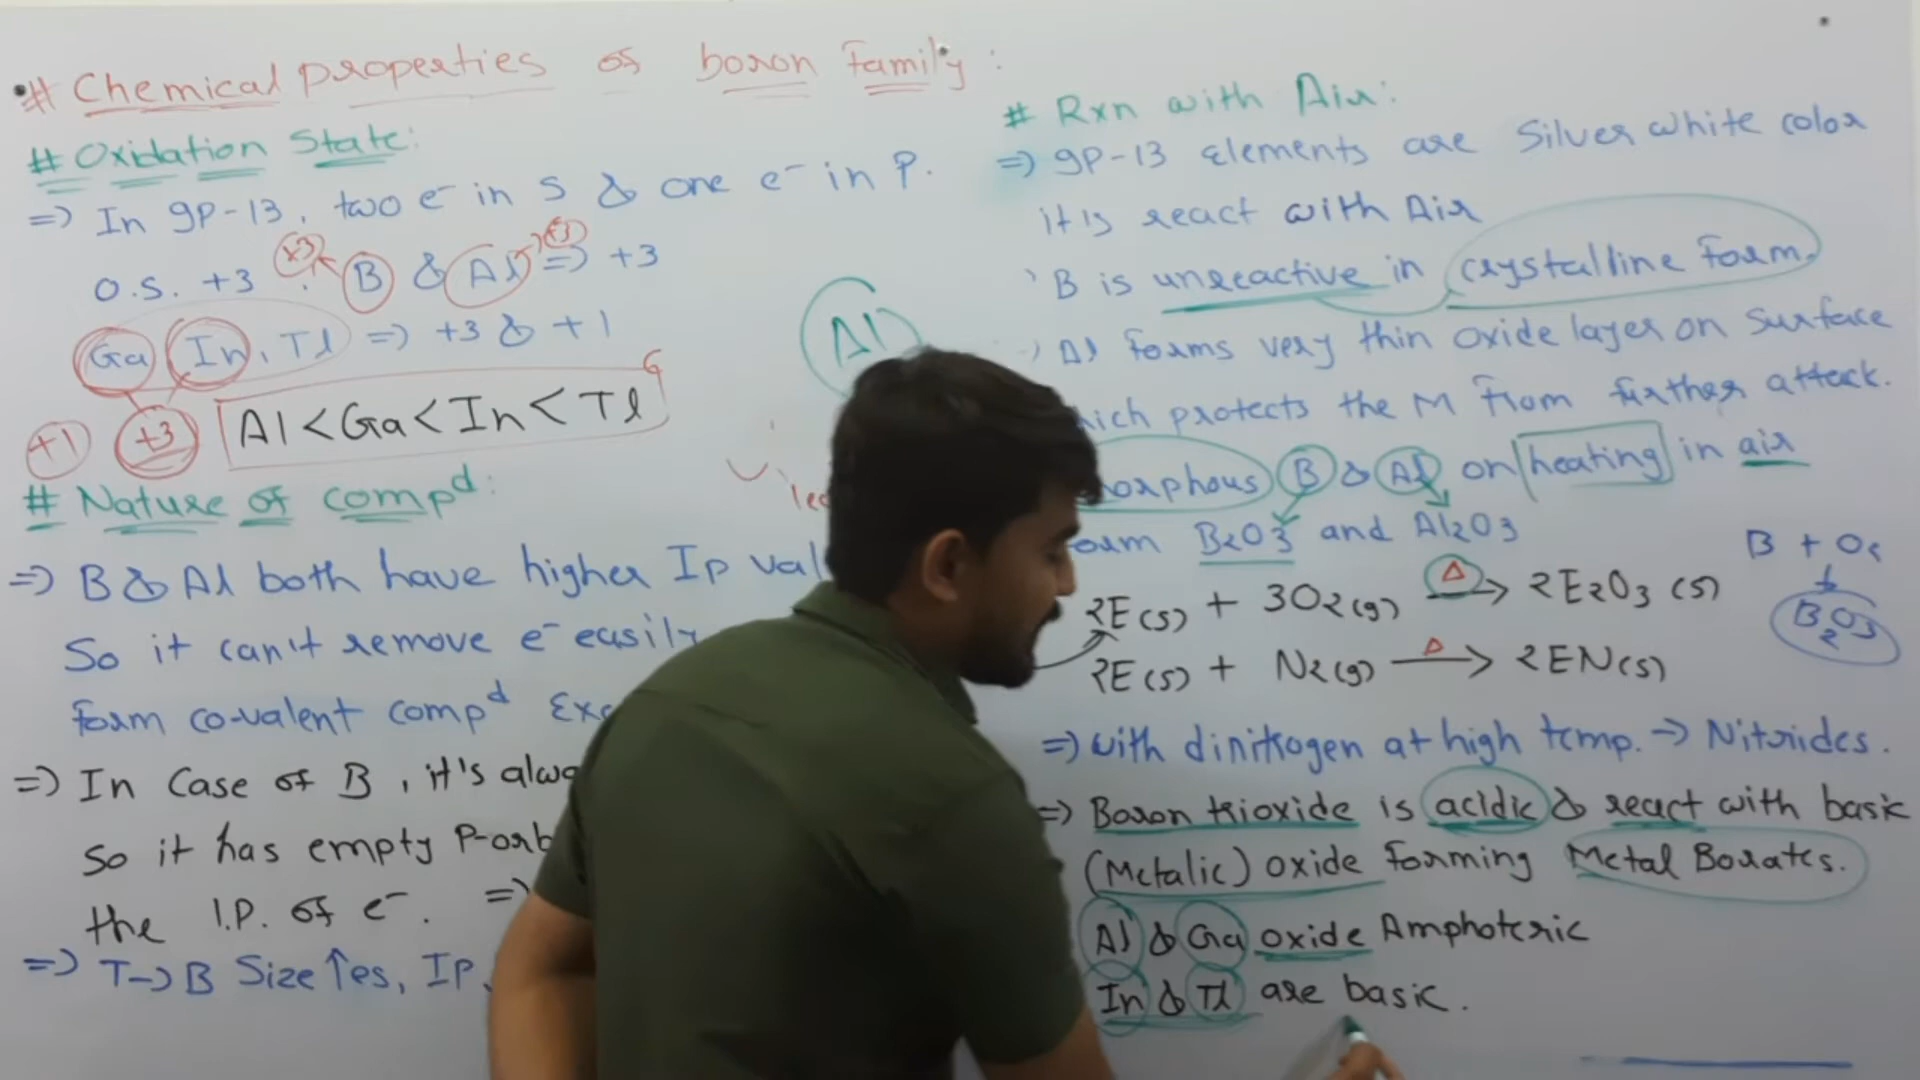 # Chemical properties of boron family:
# Oxidation State:
=> In gp-13, two e⁻ in S & one e⁻ in P.
O.S. +3 +3 B & Al +3 => +3
Ga, In, Tl => +3 & +1
+1 +3 Al < Ga < In < Tl
# Nature of compᵈ:
=> B & Al both have higher Ip
So it can't remove e⁻ easily
form co-valent compᵈ
=> In Case of B, it's
So it has empty
the I.P. of e⁻. =>
=> T→B Size ↑es, Ip
Al
# Rxn with Air:
=> gp-13 elements are Silver white color
it is react with Air
B is unreactive in crystalline form.
Al forms very thin oxide layer on surface
protects the M from further attack.
B & Al on heating in air
B2O3 and Al2O3
2E(s) + 3O2(g) Δ→ 2E2O3 (s)
B + O2
↓
B2O3
2E(s) + N2(g) Δ→ 2EN(s)
=> with dinitrogen at high temp. → Nitrides.
=> Boron trioxide is acidic & react with basic
(Metalic) oxide forming Metal Borates.
Al & Ga oxide Amphoteric
In & Tl are basic.